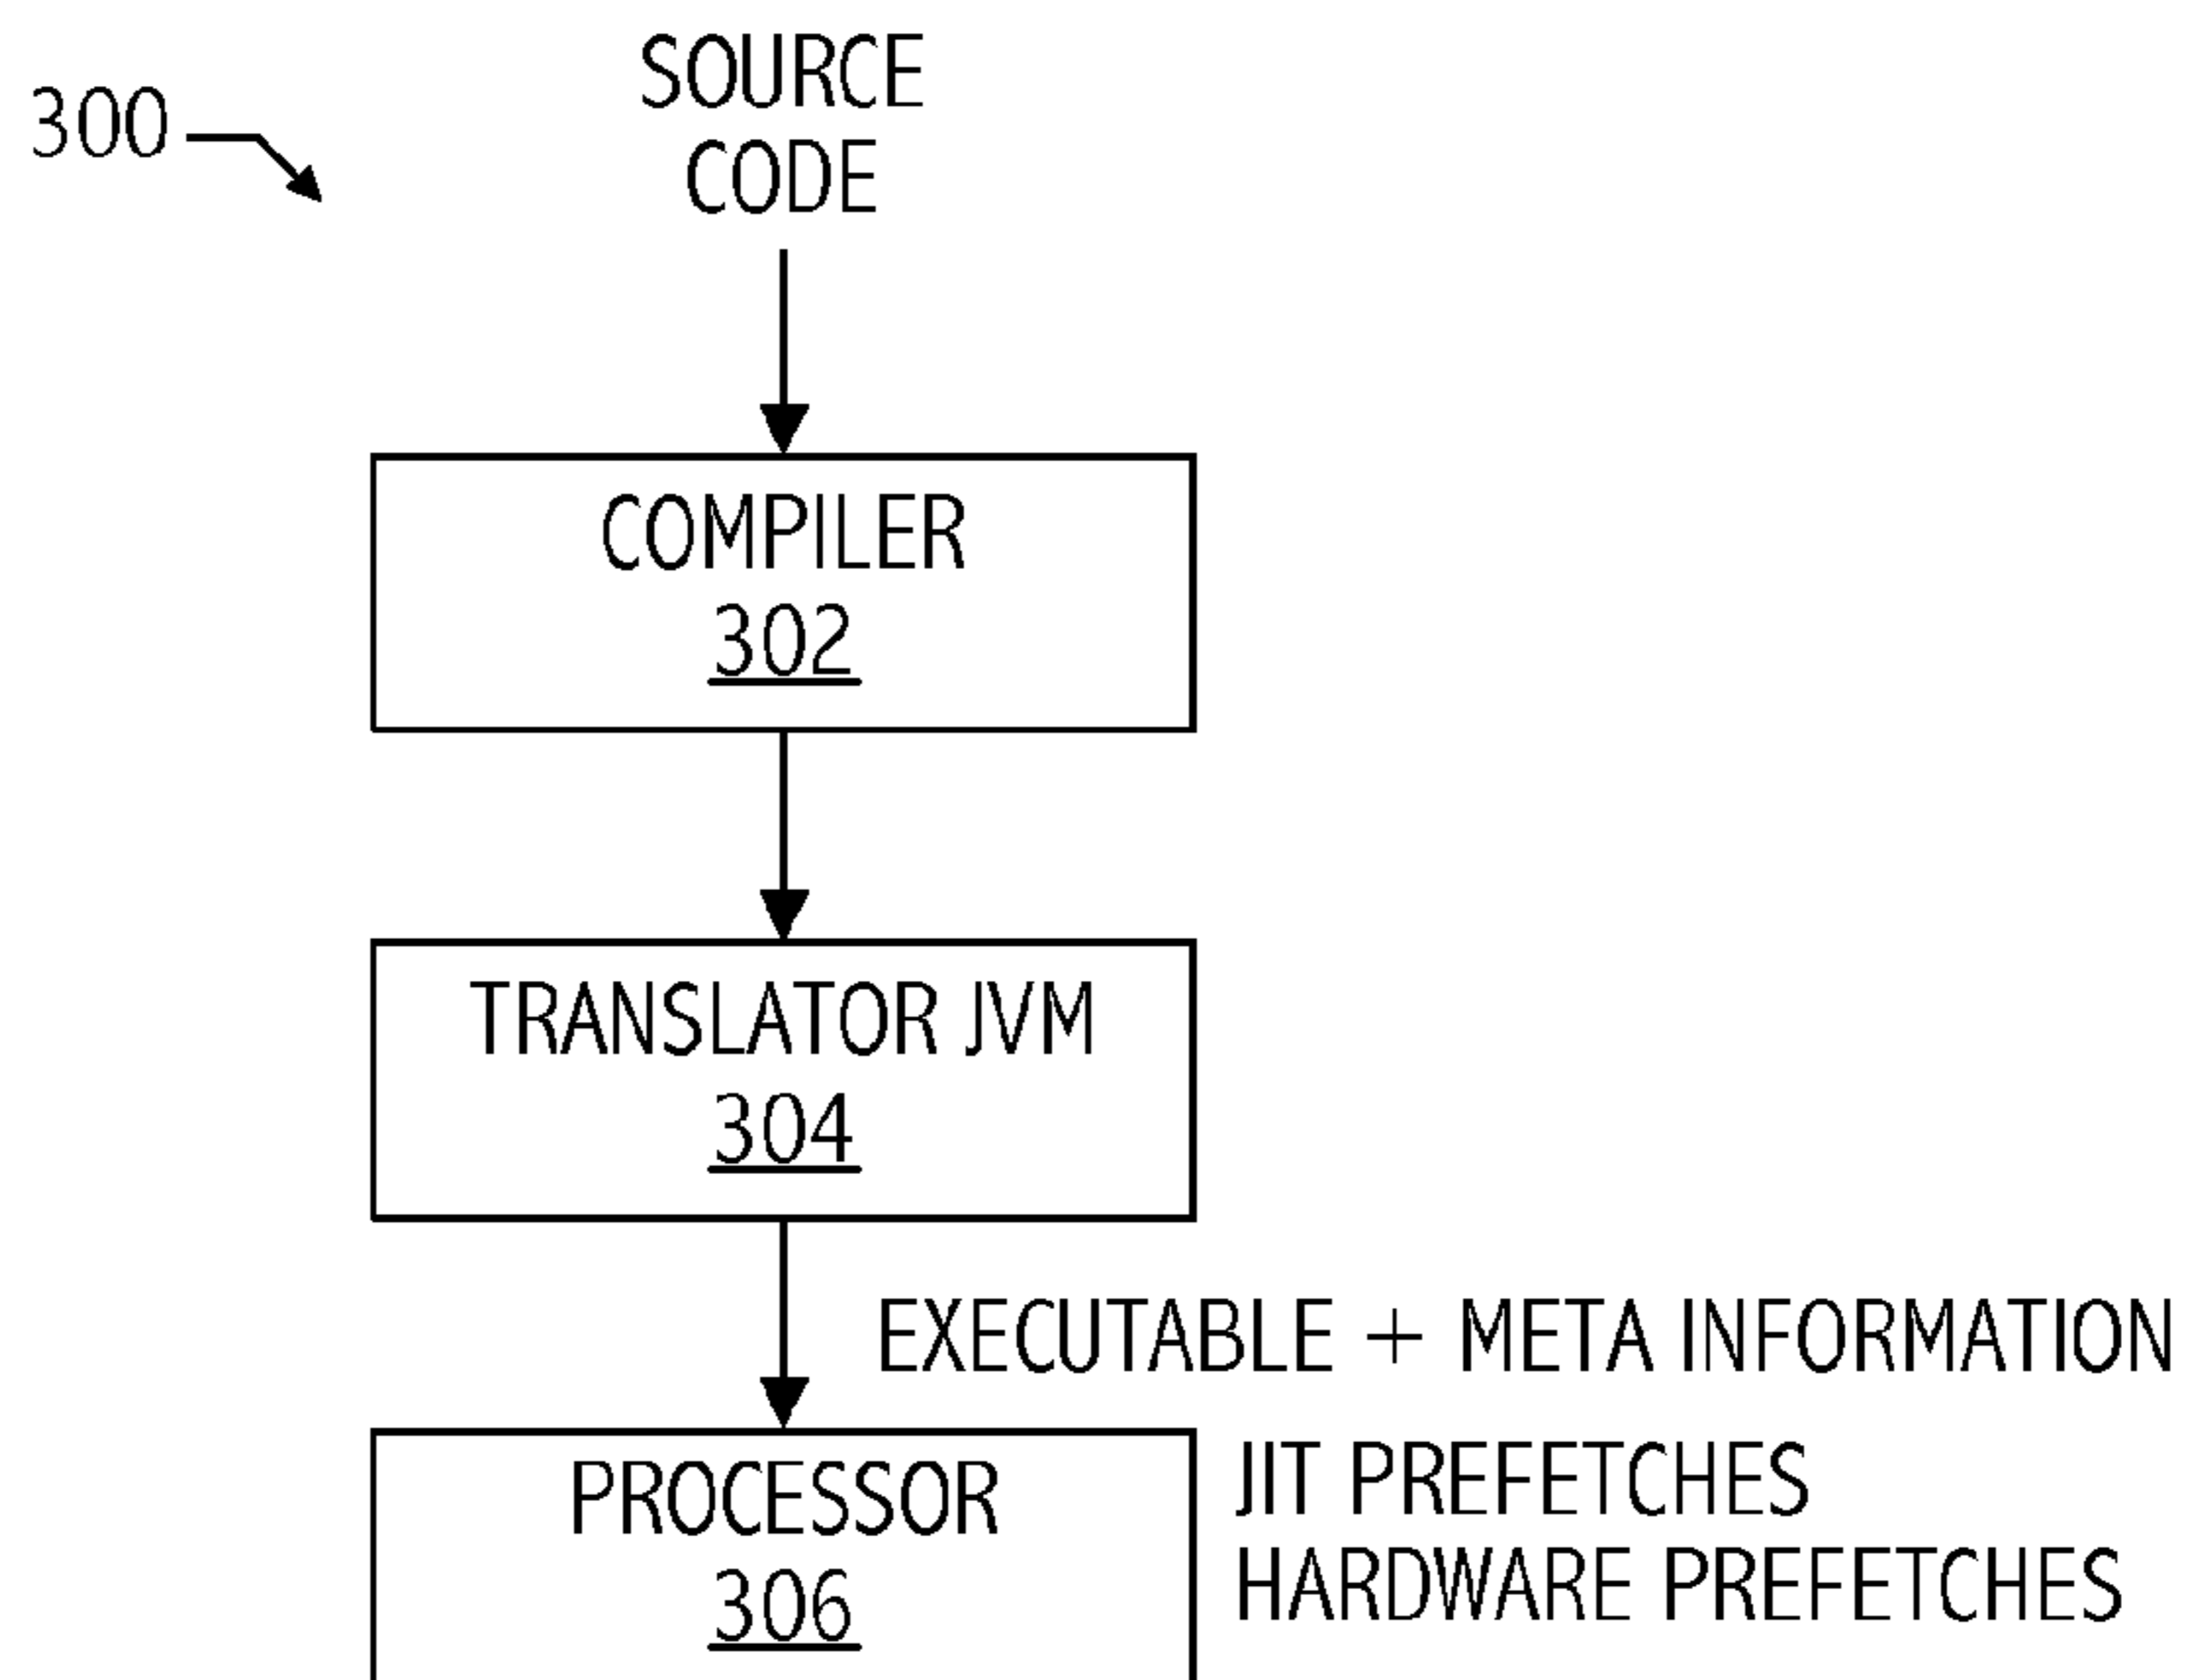 300
SOURCE
CODE
COMPILER
302
TRANSLATOR JVM
304
EXECUTABLE + META INFORMATION
PROCESSOR
306
JIT PREFETCHES
HARDWARE PREFETCHES